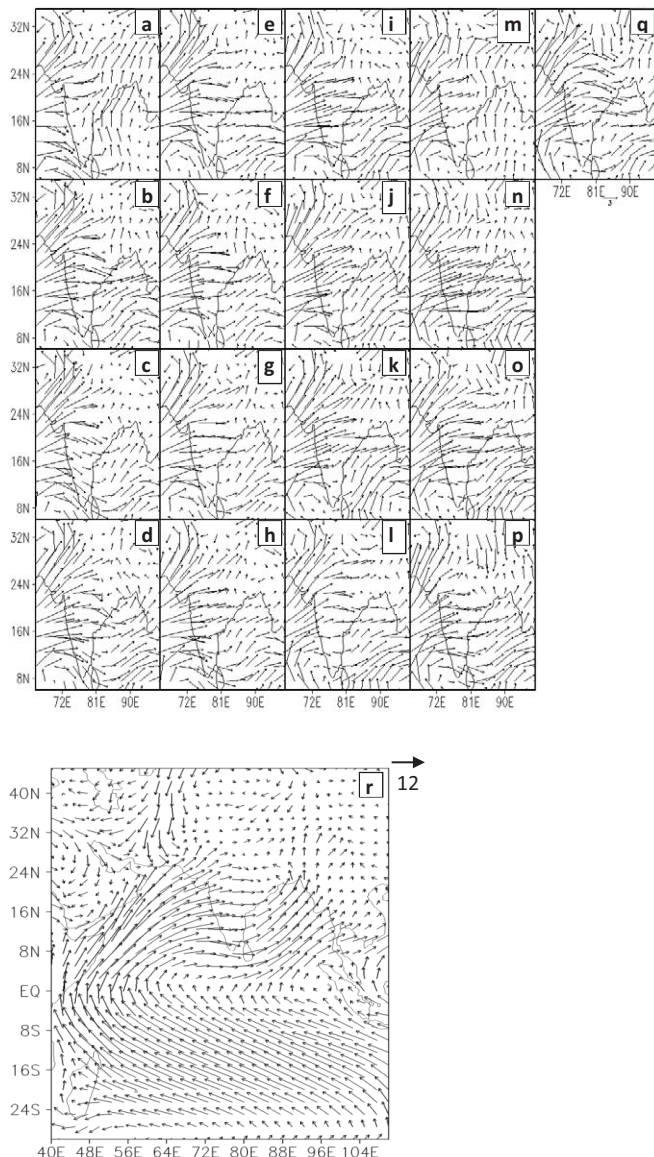 32N a e i m q
24N
16N
8N
72E 81E 90E
3
32N b f j n
24N
16N
8N
32N c g k o
24N
16N
8N
32N d h l p
24N
16N
8N
72E 81E 90E 72E 81E 90E 72E 81E 90E 72E 81E 90E
r
12
40N
32N
24N
16N
8N
EQ
8S
16S
24S
40E 48E 56E 64E 72E 80E 88E 96E 104E